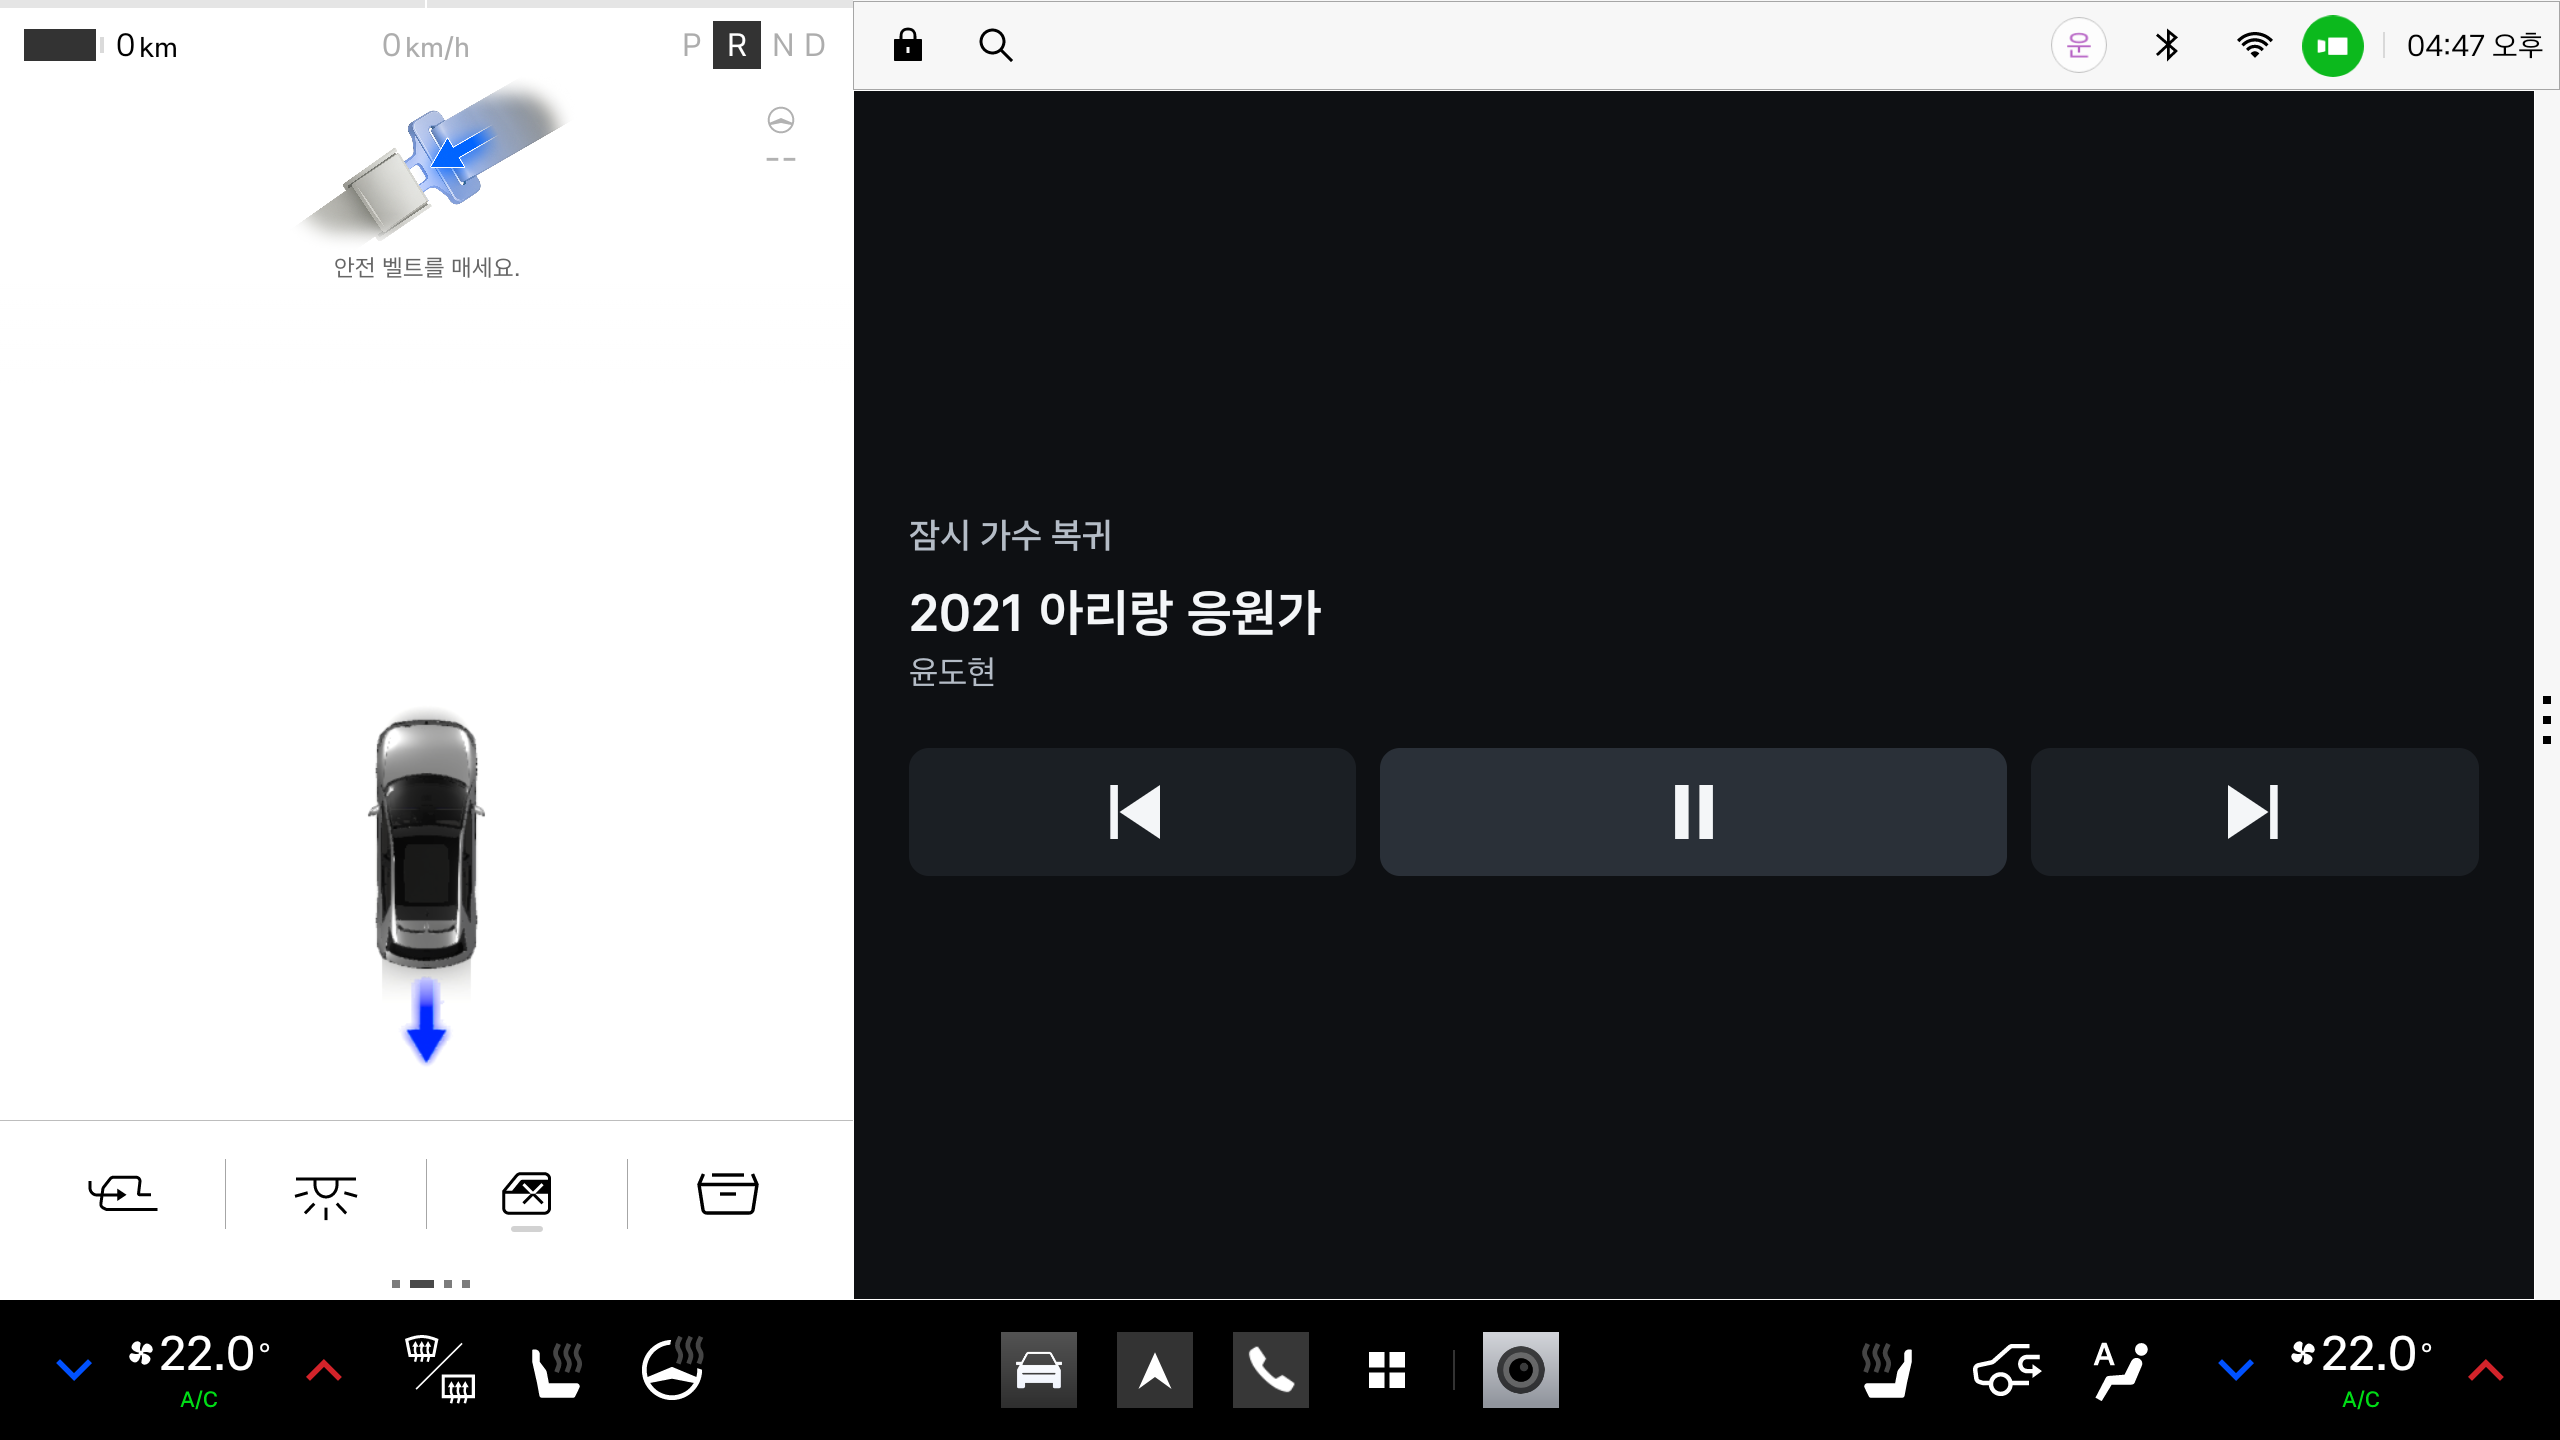 0 km
0 km/h
P R N D
운
04:47 오후
--
안전 벨트를 매세요.
잠시 가수 복귀
2021 아리랑 응원가
윤도현
22.0°
A/C
A
22.0°
A/C